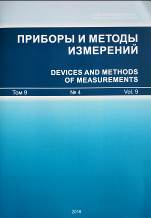 ПРИБОРЫ И МЕТОДЫ
ИЗМЕРЕНИЙ
DEVICES AND METHODS
OF MEASUREMENTS
Том 9 № 4 Vol. 9
2018